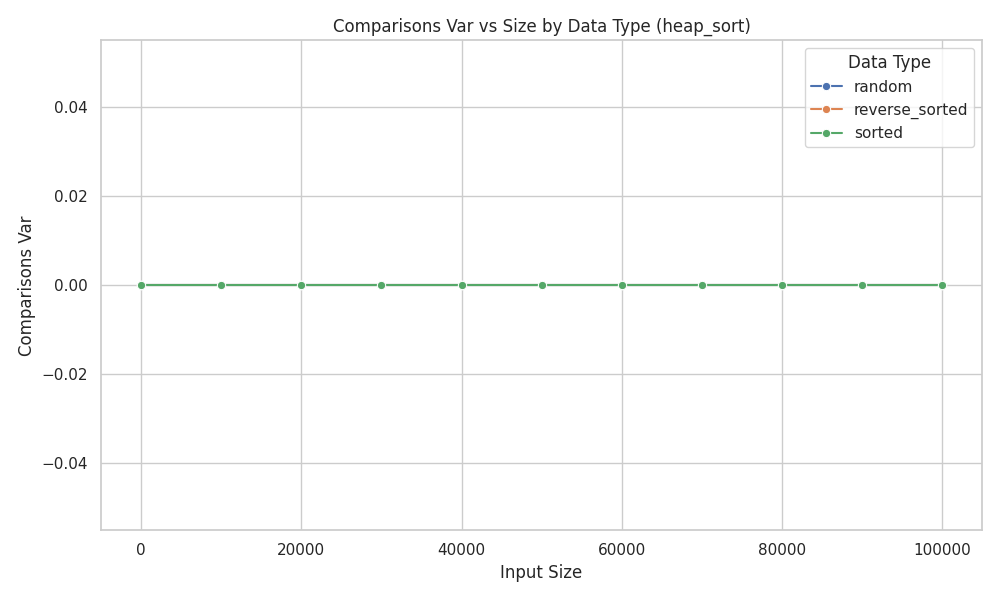 Comparisons Var vs Size by Data Type (heap_sort)
Data Type
random
reverse_sorted
sorted
0.04
0.02
0.00
−0.02
−0.04
Comparisons Var
0 20000 40000 60000 80000 100000
Input Size